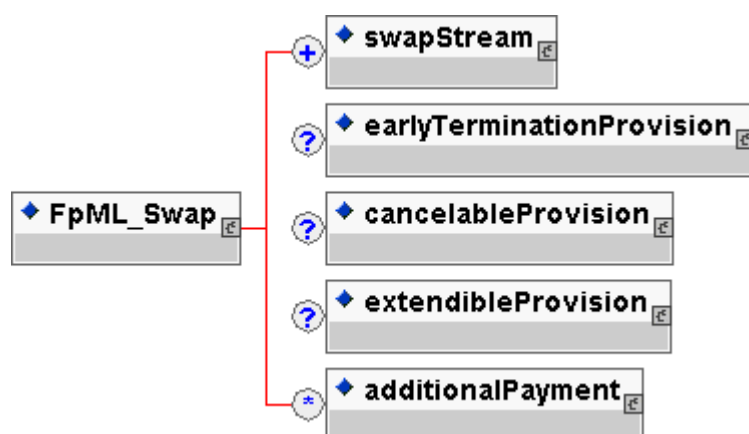 + swapStream
? earlyTerminationProvision
FpML_Swap
? cancelableProvision
? extendibleProvision
* additionalPayment